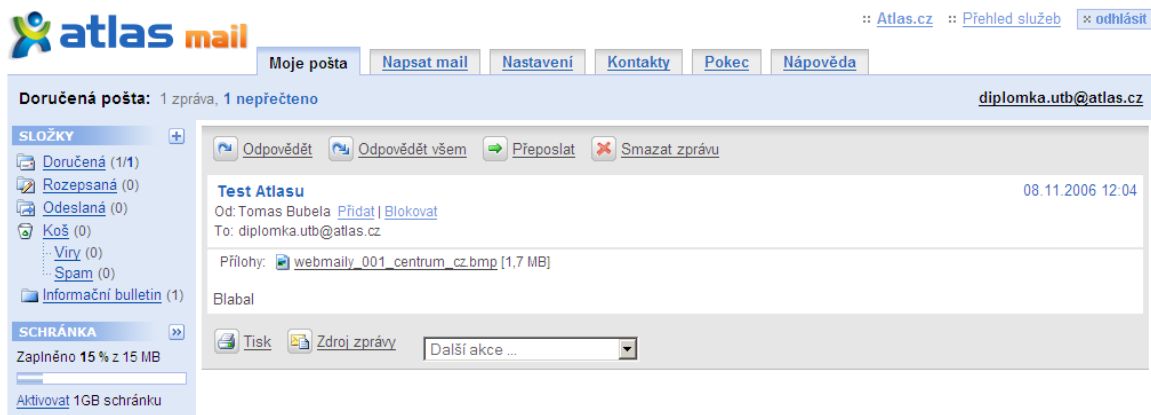 atlas mail
:: Atlas.cz :: Přehled služeb × odhlásit
Moje pošta Napsat mail Nastavení Kontakty Pokec Nápověda
Doručená pošta: 1 zpráva, 1 nepřečteno diplomka.utb@atlas.cz
SLOŽKY +
Doručená (1/1)
Rozepsaná (0)
Odeslaná (0)
Koš (0)
Viry (0)
Spam (0)
Informační bulletin (1)
SCHRÁNKA »
Zaplněno 15 % z 15 MB
Aktivovat 1GB schránku
Odpovědět Odpovědět všem Přeposlat Smazat zprávu
Test Atlasu 08.11.2006 12:04
Od: Tomas Bubela Přidat | Blokovat
To: diplomka.utb@atlas.cz
Přílohy: webmaily_001_centrum_cz.bmp [1,7 MB]
Blabal
Tisk Zdroj zprávy Další akce ...